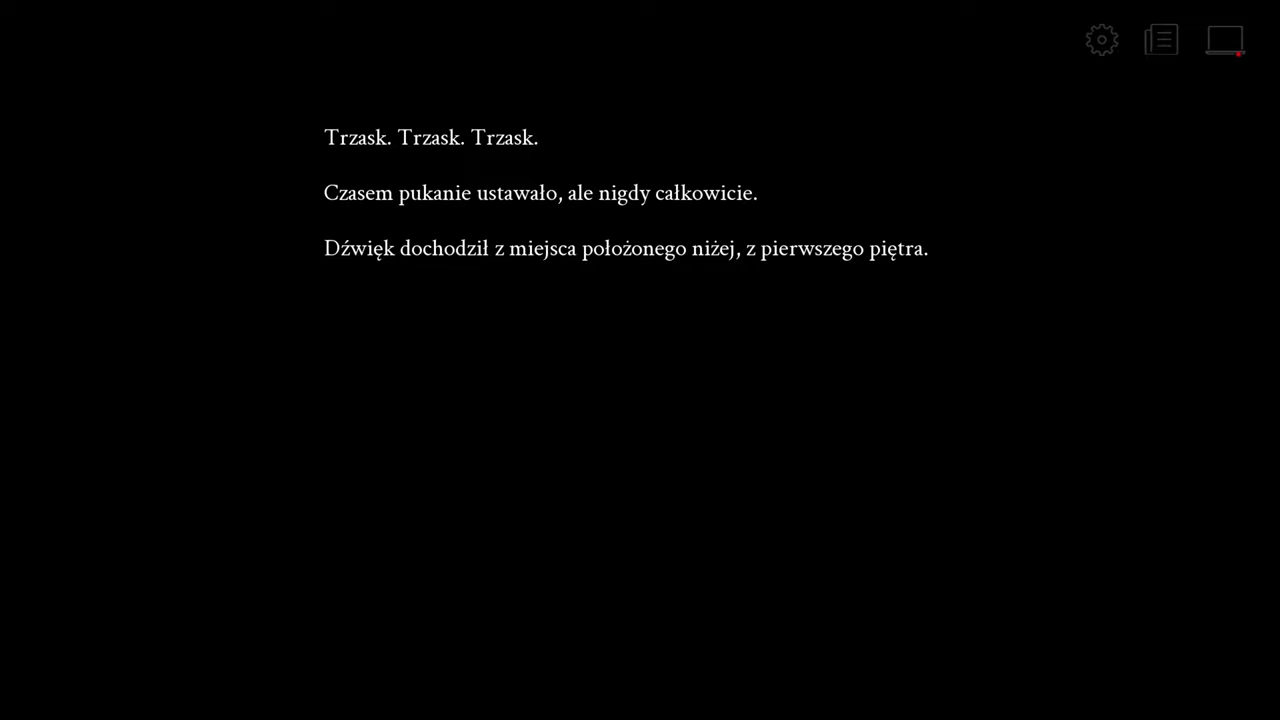 Trzask. Trzask. Trzask.
Czasem pukanie ustawało, ale nigdy całkowicie.
Dźwięk dochodził z miejsca położonego niżej, z pierwszego piętra.